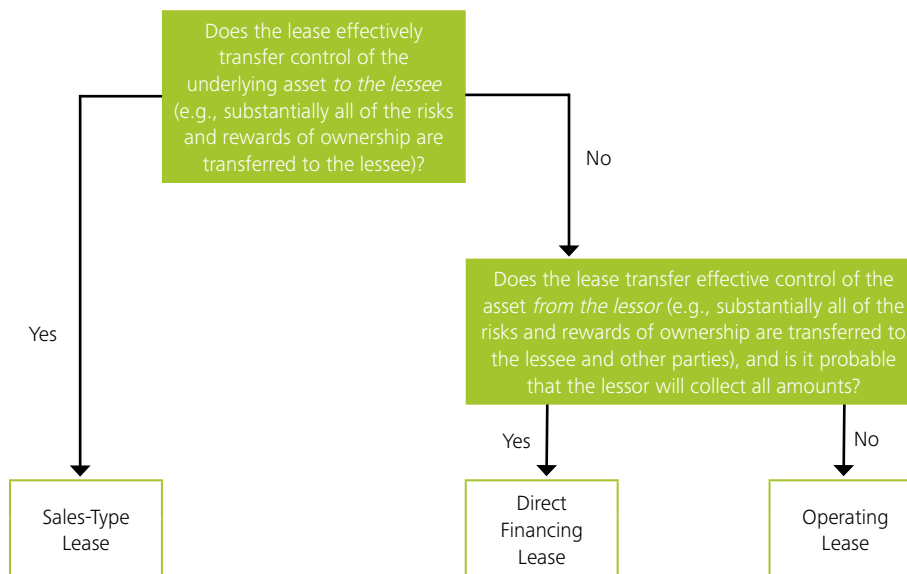 Does the lease effectively
transfer control of the
underlying asset to the lessee
(e.g., substantially all of the risks
and rewards of ownership are
transferred to the lessee)?
No
Does the lease transfer effective control of the
asset from the lessor (e.g., substantially all of the
risks and rewards of ownership are transferred to
the lessee and other parties), and is it probable
that the lessor will collect all amounts?
Yes
Yes
No
Sales-Type
Lease
Direct
Financing
Lease
Operating
Lease